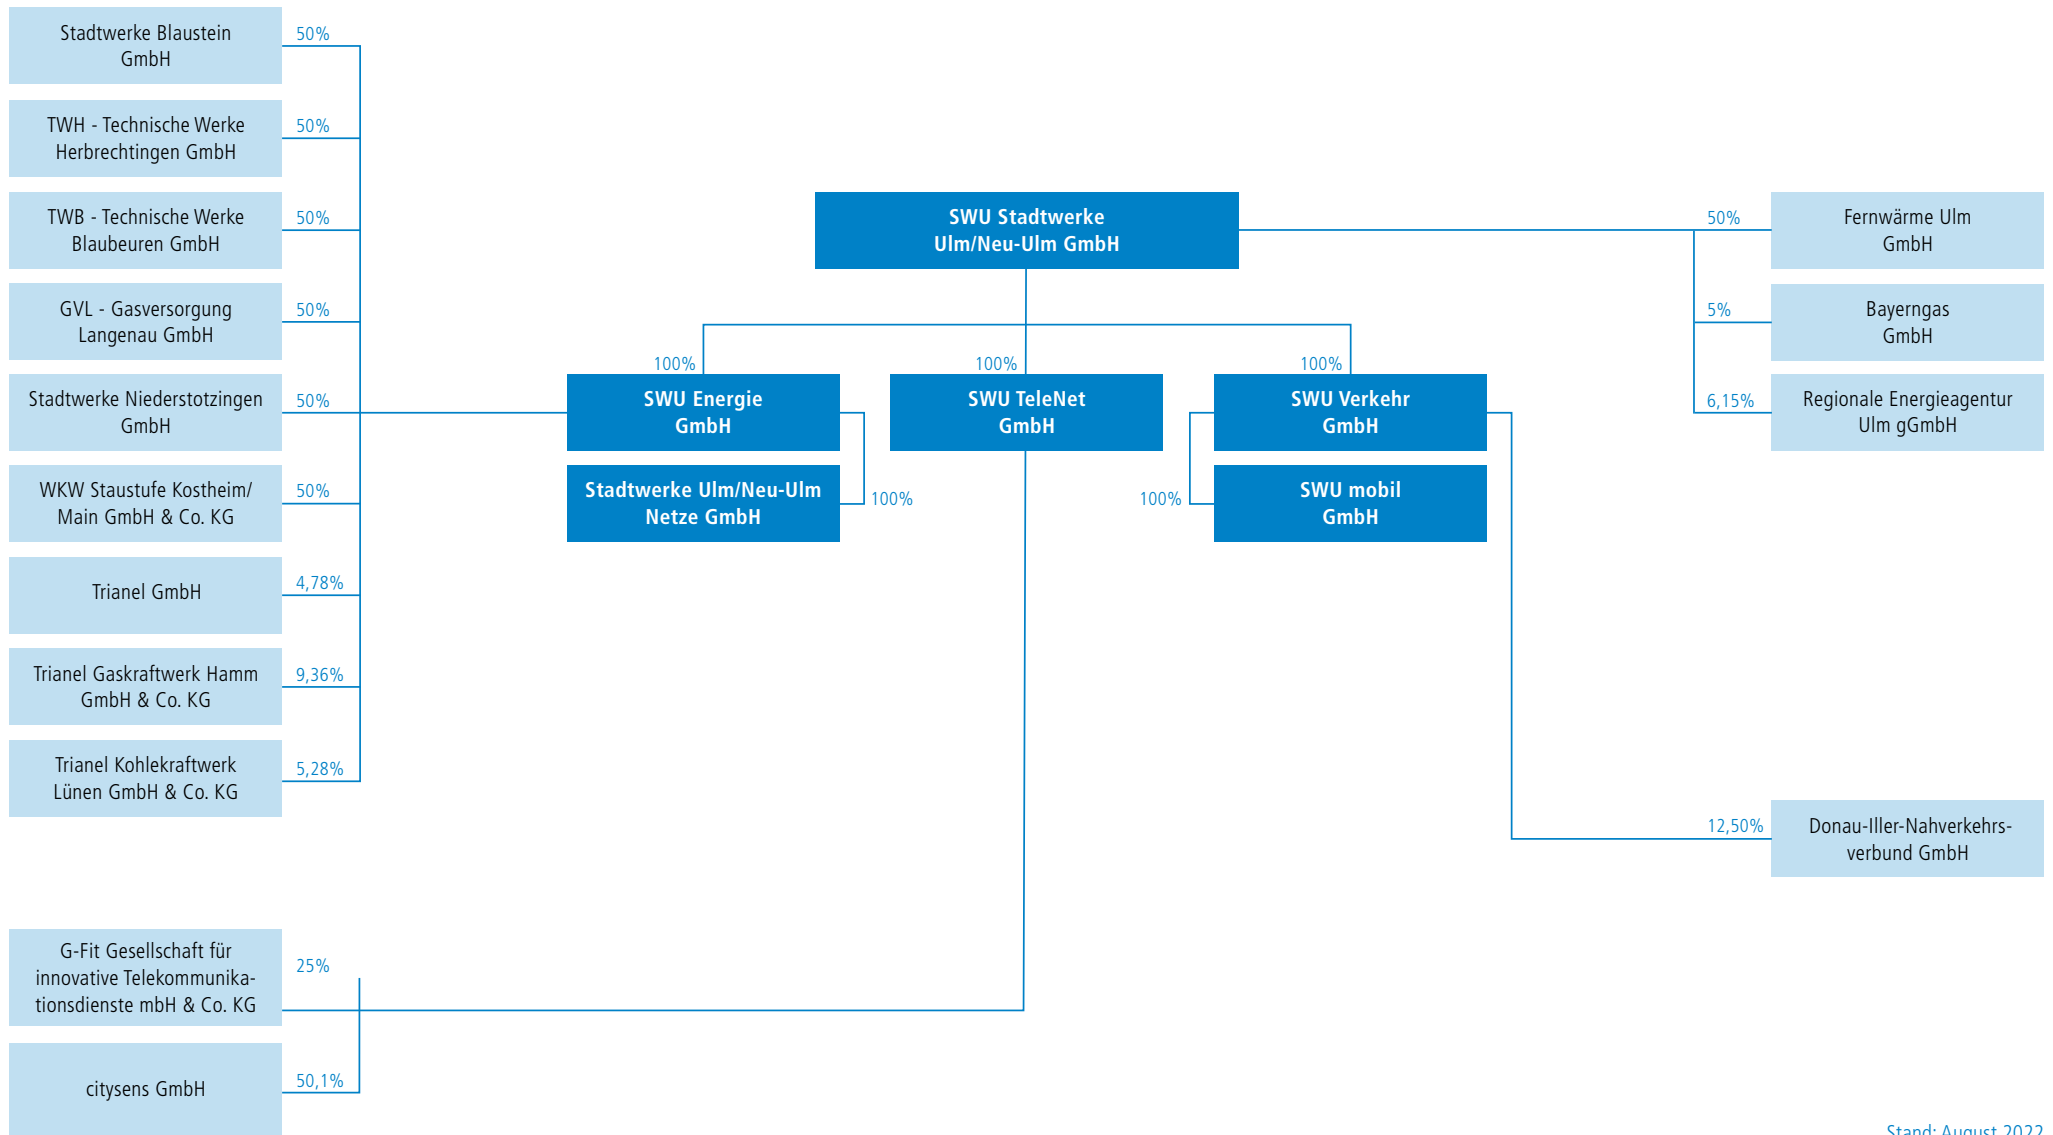 Stadtwerke Blaustein
GmbH
50%
TWH - Technische Werke
Herbrechtingen GmbH
50%
TWB - Technische Werke
Blaubeuren GmbH
50%
GVL - Gasversorgung
Langenau GmbH
50%
Stadtwerke Niederstotzingen
GmbH
50%
WKW Staustufe Kostheim/
Main GmbH & Co. KG
50%
Trianel GmbH
4,78%
Trianel Gaskraftwerk Hamm
GmbH & Co. KG
9,36%
Trianel Kohlekraftwerk
Lünen GmbH & Co. KG
5,28%
G-Fit Gesellschaft für
innovative Telekommunika-
tionsdienste mbH & Co. KG
25%
citysens GmbH
50,1%
SWU Stadtwerke
Ulm/Neu-Ulm GmbH
100%
SWU Energie
GmbH
Stadtwerke Ulm/Neu-Ulm
Netze GmbH
100%
100%
SWU TeleNet
GmbH
100%
SWU Verkehr
GmbH
100%
SWU mobil
GmbH
50%
Fernwärme Ulm
GmbH
5%
Bayerngas
GmbH
6,15%
Regionale Energieagentur
Ulm gGmbH
12,50%
Donau-Iller-Nahverkehrs-
verbund GmbH
Stand: August 2022